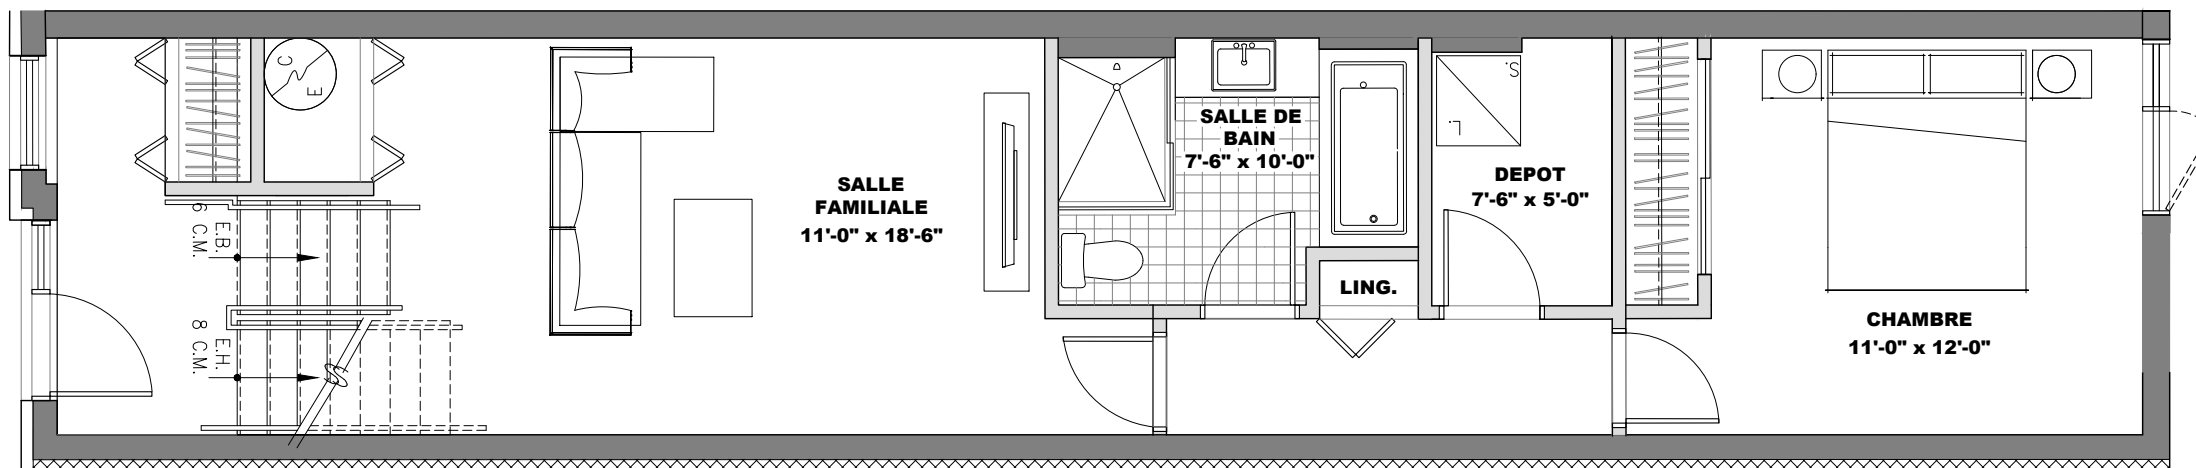 C
E
6 C.M.
E.B.
8 C.M.
E.H.
SALLE
FAMILIALE
11'-0" x 18'-6"
SALLE DE
BAIN
7'-6" x 10'-0"
LING.
S.
L.
DEPOT
7'-6" x 5'-0"
CHAMBRE
11'-0" x 12'-0"